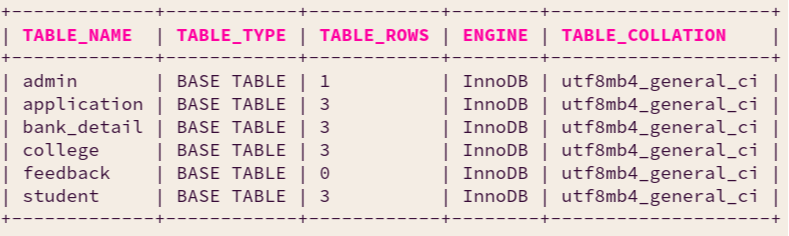 +-------------+------------+------------+--------+--------------------+
| TABLE_NAME  | TABLE_TYPE | TABLE_ROWS | ENGINE | TABLE_COLLATION    |
+-------------+------------+------------+--------+--------------------+
| admin       | BASE TABLE | 1          | InnoDB | utf8mb4_general_ci |
| application | BASE TABLE | 3          | InnoDB | utf8mb4_general_ci |
| bank_detail | BASE TABLE | 3          | InnoDB | utf8mb4_general_ci |
| college     | BASE TABLE | 3          | InnoDB | utf8mb4_general_ci |
| feedback    | BASE TABLE | 0          | InnoDB | utf8mb4_general_ci |
| student     | BASE TABLE | 3          | InnoDB | utf8mb4_general_ci |
+-------------+------------+------------+--------+--------------------+